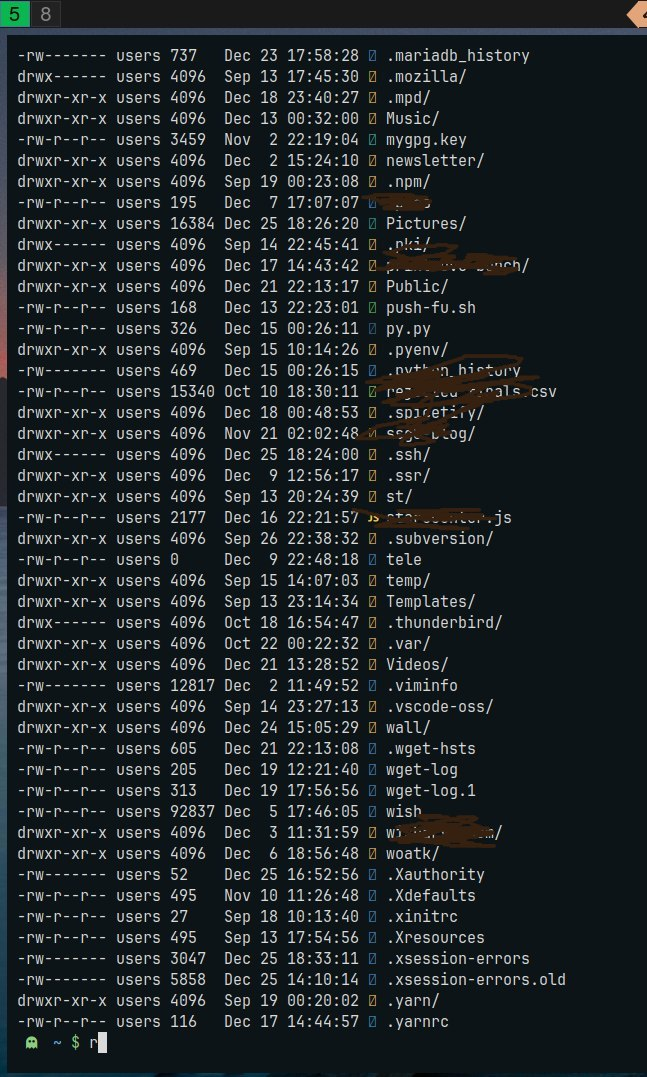 5 8
-rw------- users 737 Dec 23 17:58:28 .mariadb_history
drwx------ users 4096 Sep 13 17:45:30 .mozilla/
drwxr-xr-x users 4096 Dec 18 23:40:27 .mpd/
drwxr-xr-x users 4096 Dec 13 00:32:00 Music/
-rw-r--r-- users 3459 Nov 2 22:19:04 mygpg.key
drwxr-xr-x users 4096 Dec 2 15:24:10 newsletter/
drwxr-xr-x users 4096 Sep 19 00:23:08 .npm/
-rw-r--r-- users 195 Dec 7 17:07:07
drwxr-xr-x users 16384 Dec 25 18:26:20 Pictures/
drwx------ users 4096 Sep 14 22:45:41 .pki/
drwxr-xr-x users 4096 Dec 17 14:43:42
drwxr-xr-x users 4096 Dec 21 22:13:17 Public/
-rw-r--r-- users 168 Dec 13 22:23:01 push-fu.sh
-rw-r--r-- users 326 Dec 15 00:26:11 py.py
drwxr-xr-x users 4096 Sep 15 10:14:26 .pyenv/
-rw------- users 469 Dec 15 00:26:15 .python_history
-rw-r--r-- users 15340 Oct 10 18:30:11
drwxr-xr-x users 4096 Dec 18 00:48:53 .spicetify/
drwxr-xr-x users 4096 Nov 21 02:02:48
drwx------ users 4096 Dec 25 18:24:00 .ssh/
drwxr-xr-x users 4096 Dec 9 12:56:17 .ssr/
drwxr-xr-x users 4096 Sep 13 20:24:39 st/
-rw-r--r-- users 2177 Dec 16 22:21:57 JS
drwxr-xr-x users 4096 Sep 26 22:38:32 .subversion/
-rw-r--r-- users 0 Dec 9 22:48:18 tele
drwxr-xr-x users 4096 Sep 15 14:07:03 temp/
drwxr-xr-x users 4096 Sep 13 23:14:34 Templates/
drwx------ users 4096 Oct 18 16:54:47 .thunderbird/
drwxr-xr-x users 4096 Oct 22 00:22:32 .var/
drwxr-xr-x users 4096 Dec 21 13:28:52 Videos/
-rw------- users 12817 Dec 2 11:49:52 .viminfo
drwxr-xr-x users 4096 Sep 14 23:27:13 .vscode-oss/
drwxr-xr-x users 4096 Dec 24 15:05:29 wall/
-rw-r--r-- users 605 Dec 21 22:13:08 .wget-hsts
-rw-r--r-- users 205 Dec 19 12:21:40 wget-log
-rw-r--r-- users 313 Dec 19 17:56:56 wget-log.1
-rw-r--r-- users 92837 Dec 5 17:46:05 wish
drwxr-xr-x users 4096 Dec 3 11:31:59
drwxr-xr-x users 4096 Dec 6 18:56:48 woatk/
-rw------- users 52 Dec 25 16:52:56 .Xauthority
-rw-r--r-- users 495 Nov 10 11:26:48 .Xdefaults
-rw-r--r-- users 27 Sep 18 10:13:40 .xinitrc
-rw-r--r-- users 495 Sep 13 17:54:56 .Xresources
-rw------- users 3047 Dec 25 18:33:11 .xsession-errors
-rw------- users 5858 Dec 25 14:10:14 .xsession-errors.old
drwxr-xr-x users 4096 Sep 19 00:20:02 .yarn/
-rw-r--r-- users 116 Dec 17 14:44:57 .yarnrc
~ $ r